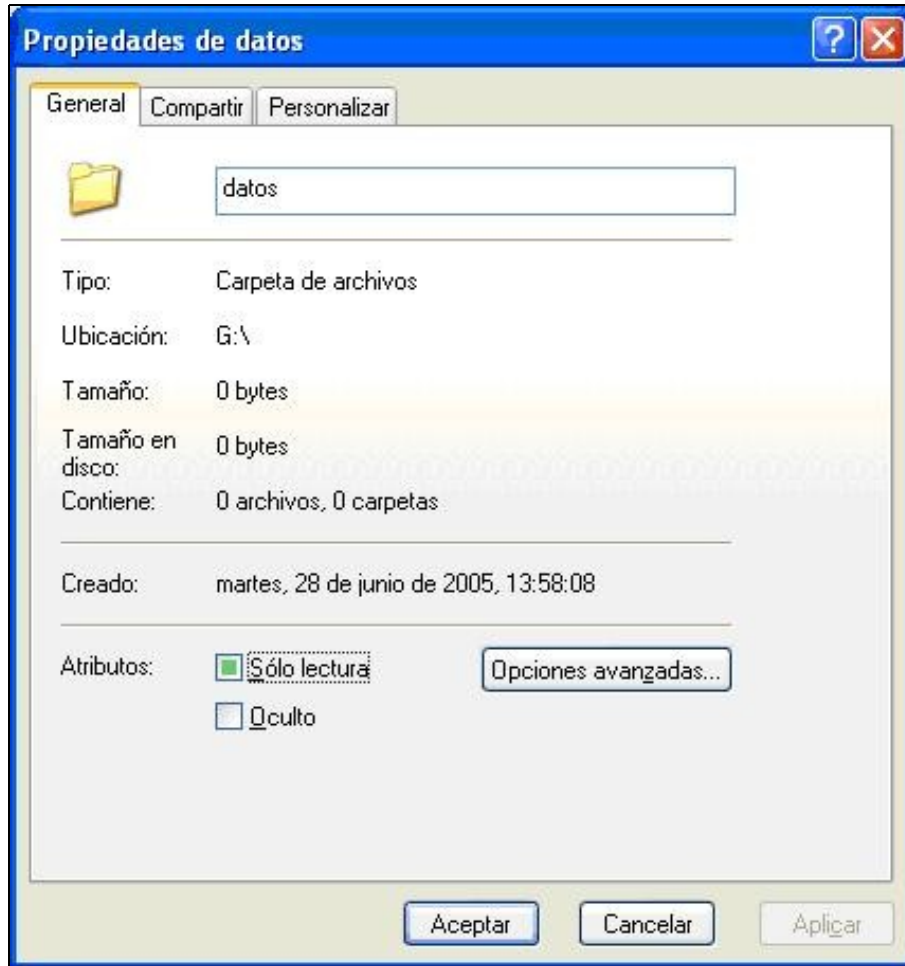 Propiedades de datos
General Compartir Personalizar
datos
Tipo: Carpeta de archivos
Ubicación: G:\
Tamaño: 0 bytes
Tamaño en disco: 0 bytes
Contiene: 0 archivos, 0 carpetas
Creado: martes, 28 de junio de 2005, 13:58:08
Atributos: Sólo lectura Opciones avanzadas...
Oculto
Aceptar Cancelar Aplicar